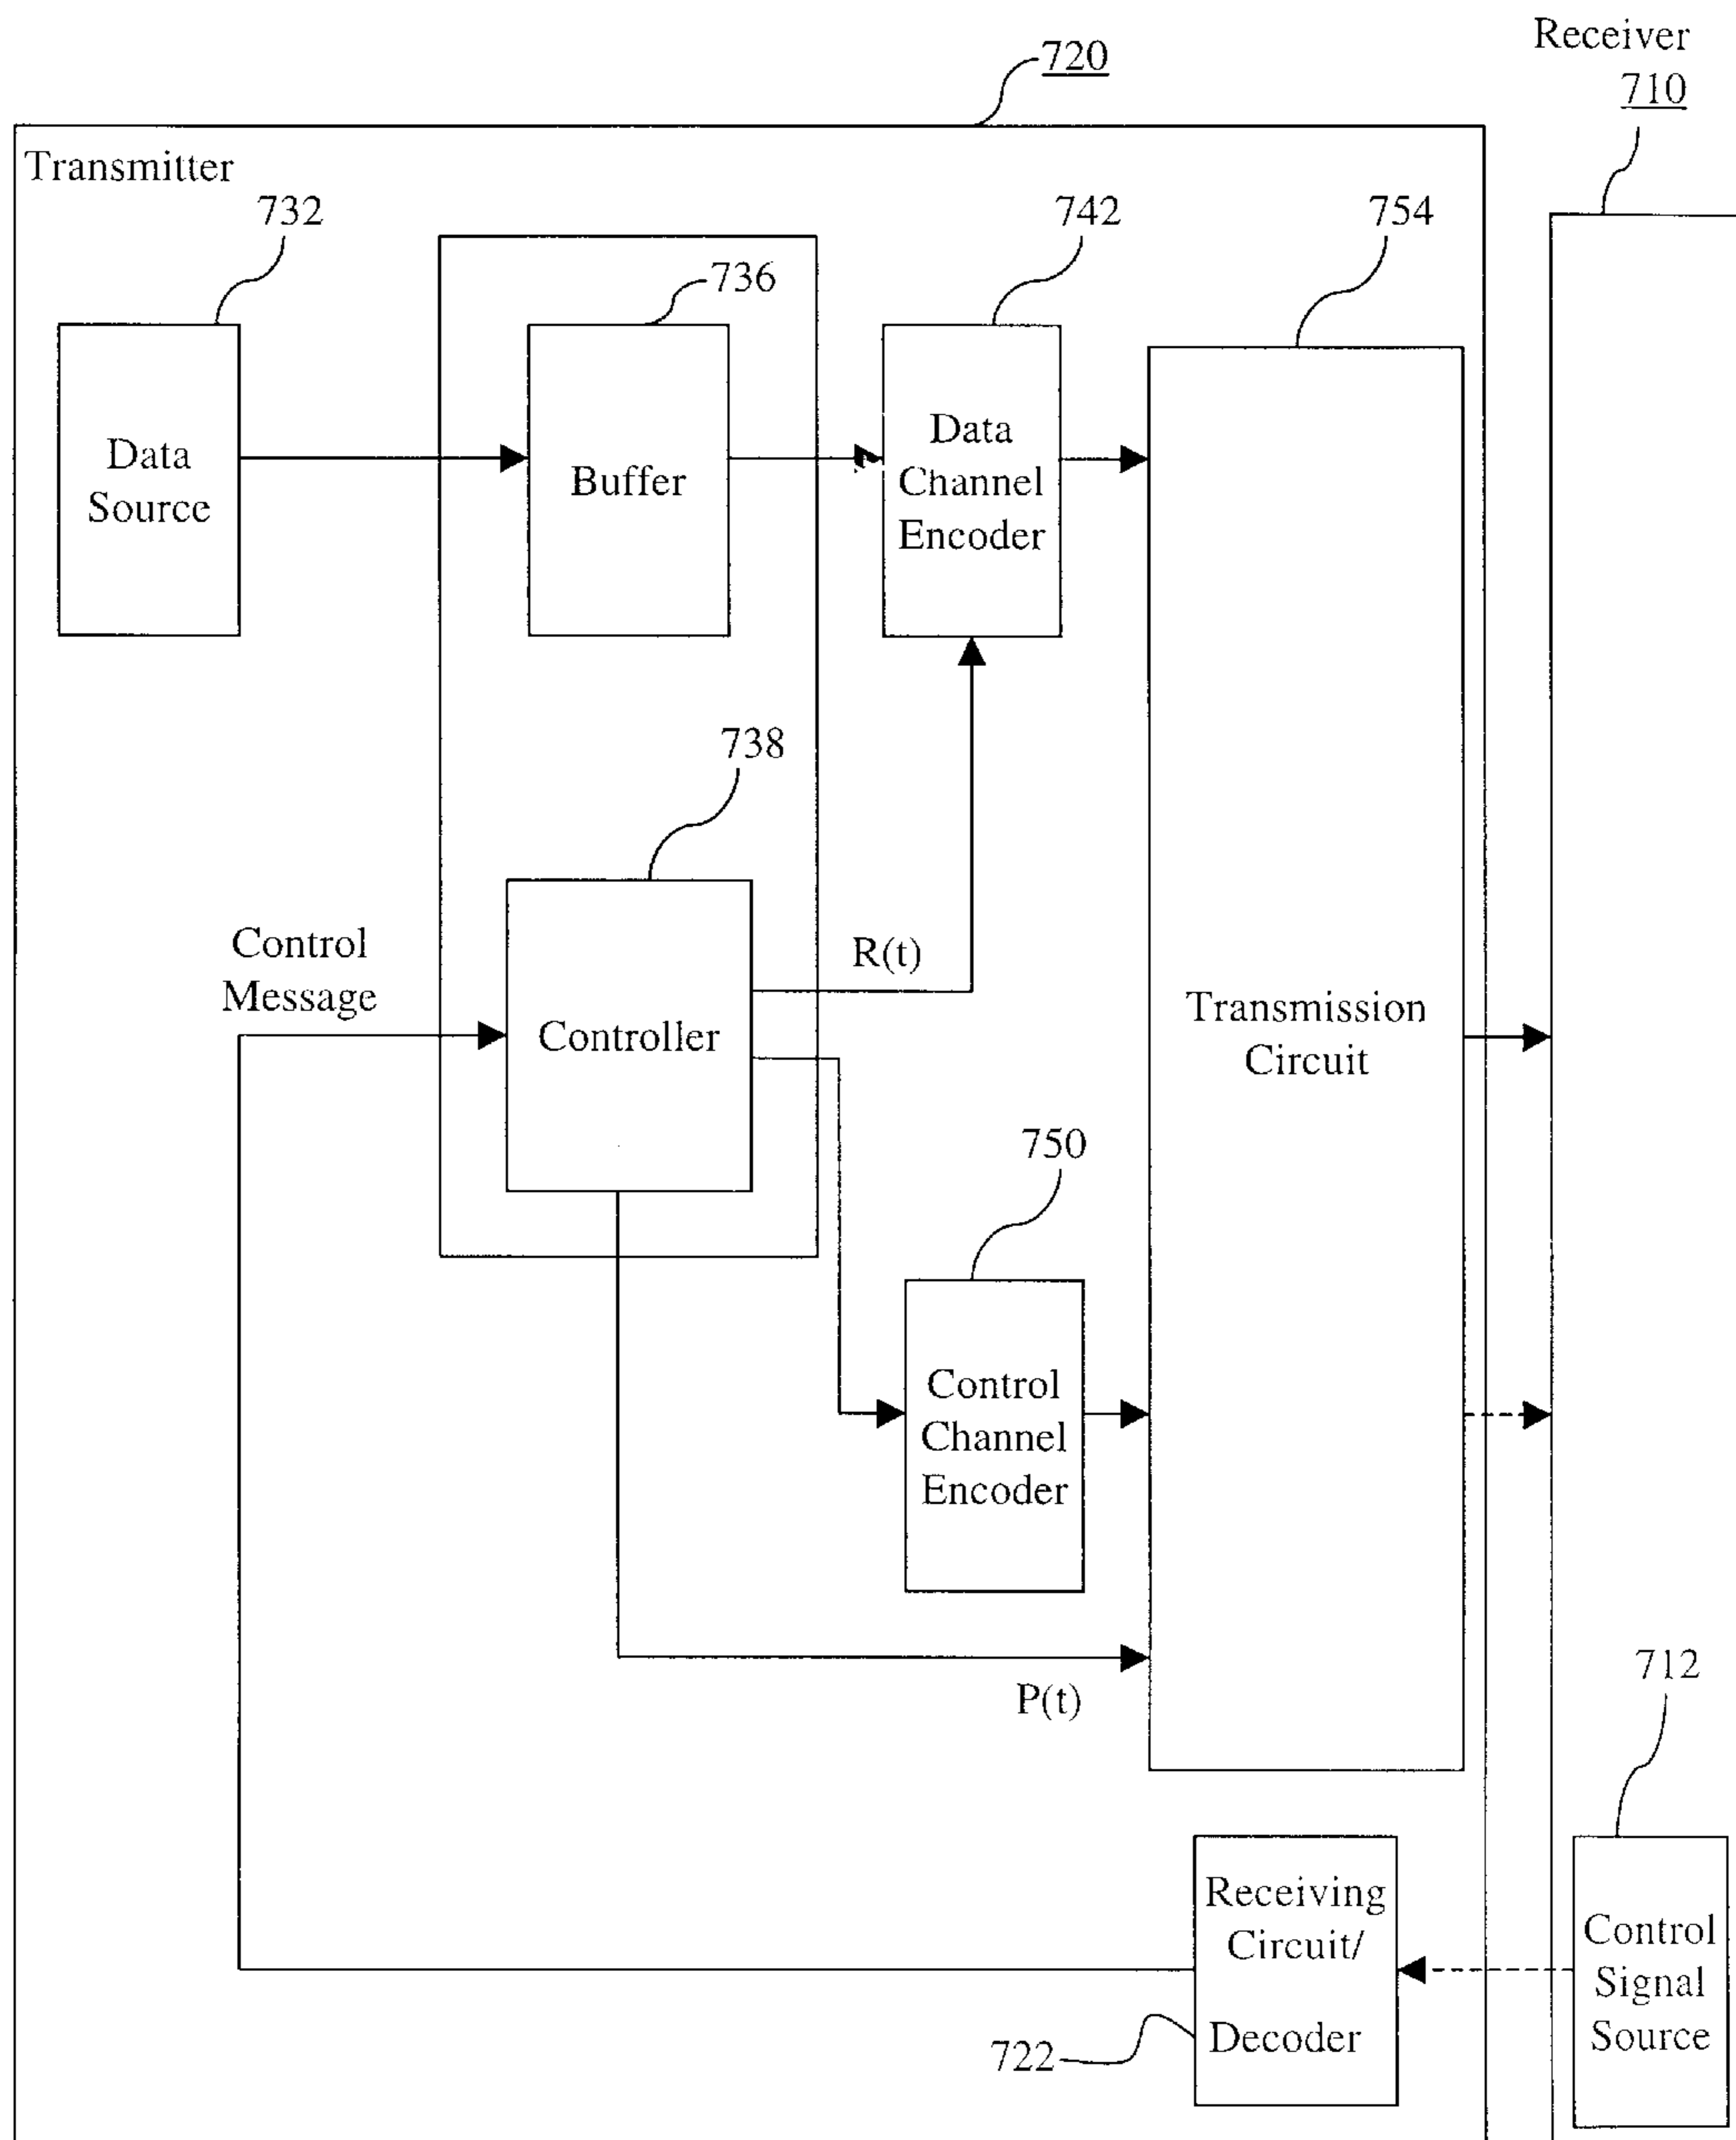 Receiver
710
720
Transmitter
732
736
742
754
Data
Source
Buffer
Data
Channel
Encoder
738
Control
Message
R(t)
Controller
Transmission
Circuit
750
Control
Channel
Encoder
P(t)
712
Receiving
Circuit/
Decoder
722
Control
Signal
Source